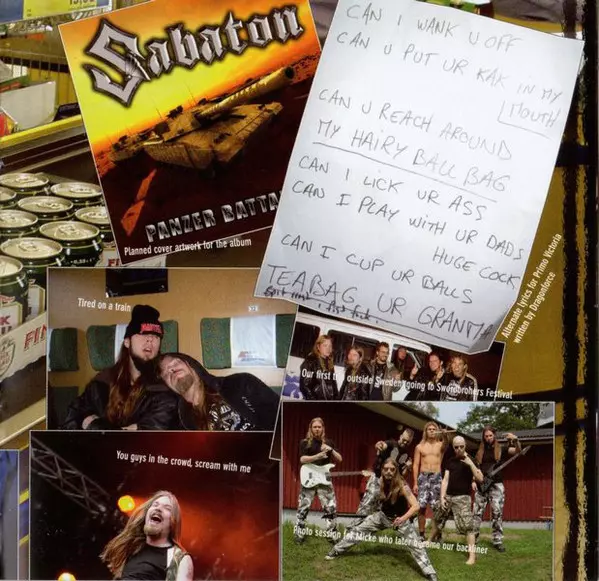 Sabaton
PANZER BATTA
Planned cover artwork for the album
CAN I WANK U OFF
CAN U PUT UR KAK IN MY
MOUTH
CAN U REACH AROUND
MY HAIRY BALL BAG
CAN I LICK UR ASS
CAN I PLAY WITH UR DADS
HUGE COCK
CAN I CUP UR BALLS
TEABAG UR GRANMA
Alternate lyrics for Primo Victoria
written by Dragonforce
Tired on a train
Our first trip outside Sweden, going to Swordbrohers Festival
You guys in the crowd, scream with me
Photo session for Micke who later became our backliner